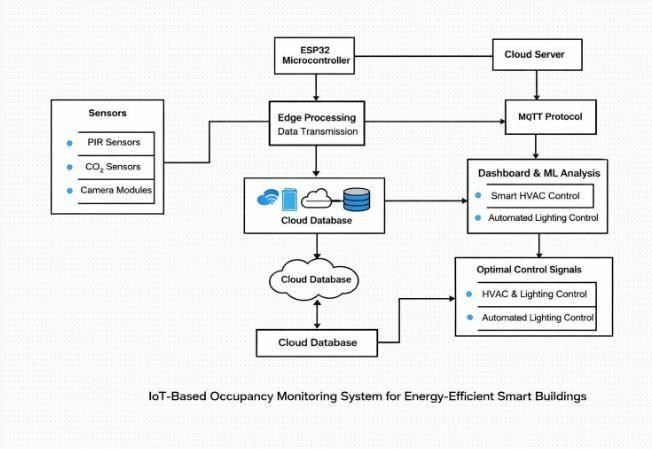 ESP32
Microcontroller
Cloud Server
Sensors
PIR Sensors
CO₂ Sensors
Camera Modules
Edge Processing
Data Transmission
MQTT Protocol
Cloud Database
Dashboard & ML Analysis
Smart HVAC Control
Automated Lighting Control
Cloud Database
Optimal Control Signals
HVAC & Lighting Control
Automated Lighting Control
Cloud Database
IoT-Based Occupancy Monitoring System for Energy-Efficient Smart Buildings